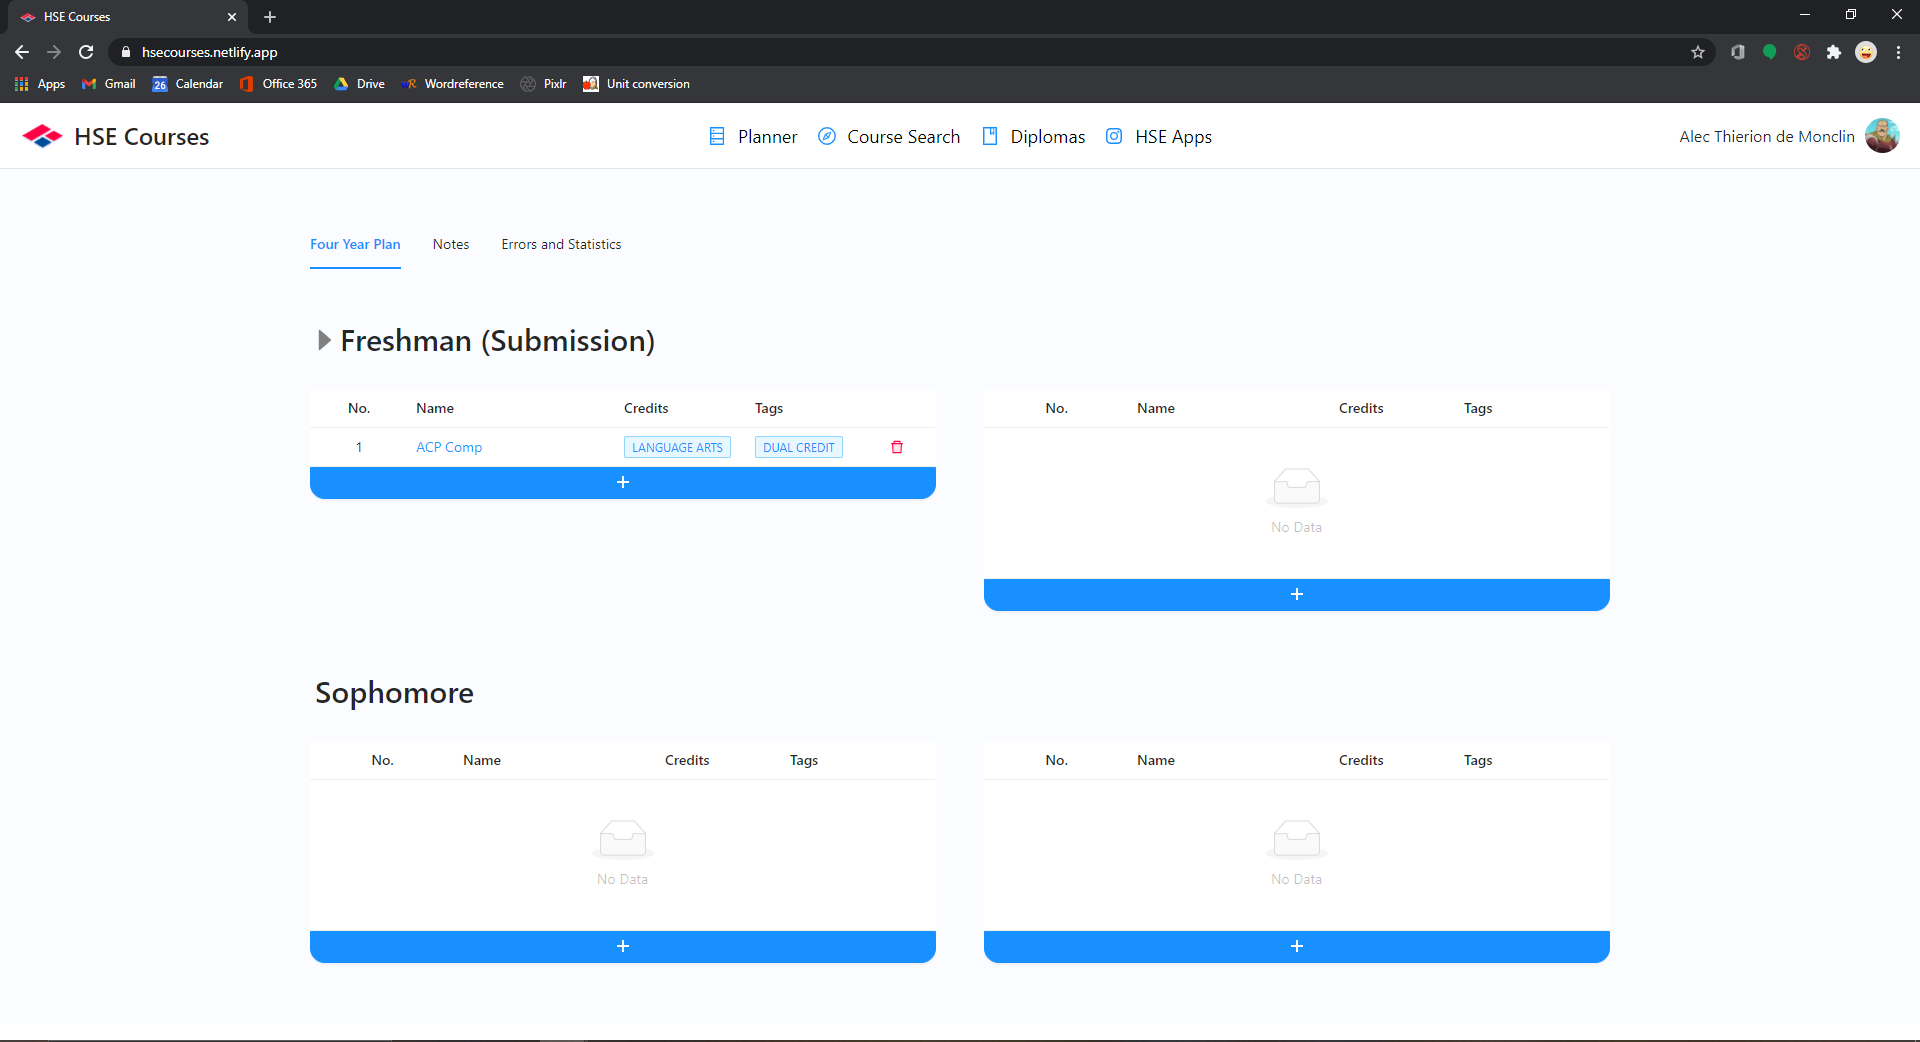 HSE Courses
hsecourses.netlify.app
Apps Gmail 26 Calendar Office 365 Drive Wordreference Pixlr Unit conversion
HSE Courses Planner Course Search Diplomas HSE Apps Alec Thierion de Monclin
Four Year Plan Notes Errors and Statistics
Freshman (Submission)
No. Name Credits Tags No. Name Credits Tags
1 ACP Comp LANGUAGE ARTS DUAL CREDIT
+
No Data
+
Sophomore
No. Name Credits Tags No. Name Credits Tags
No Data No Data
+ +